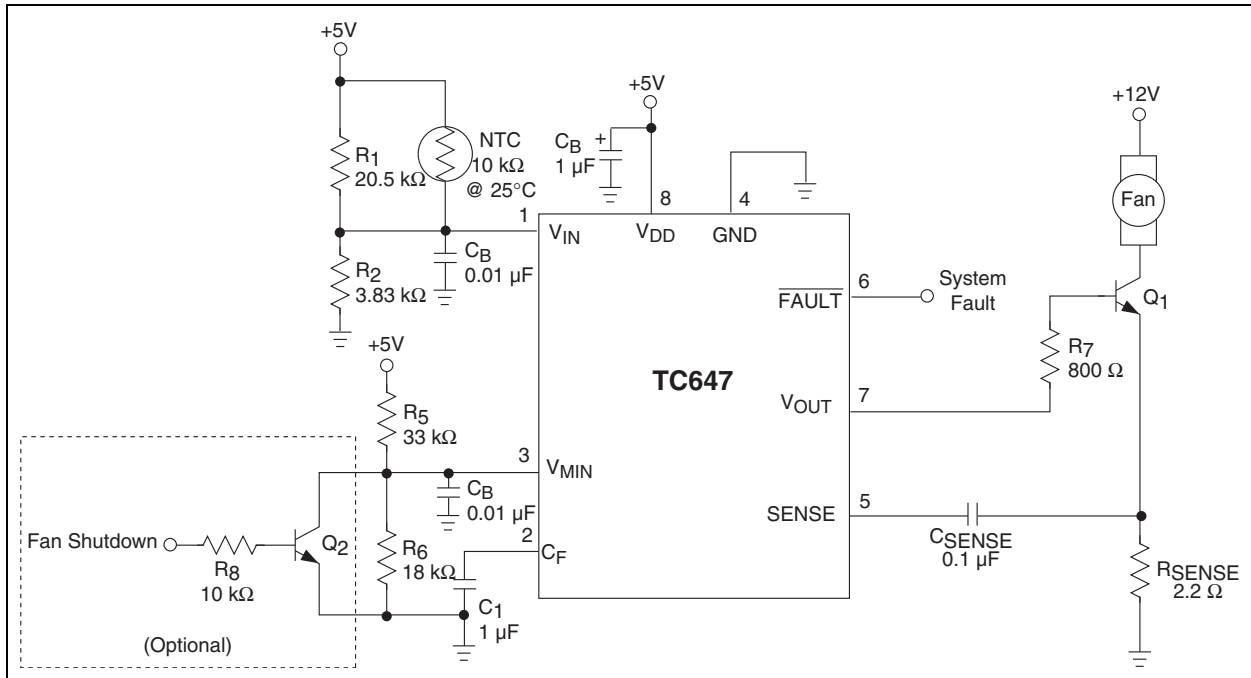 +5V
R1
20.5 kΩ
NTC
10 kΩ
@ 25°C
R2
3.83 kΩ
CB
0.01 µF
+5V
CB
+
1 µF
8
4
1
VIN
VDD
GND
+12V
Fan
Q1
FAULT
6
System
Fault
TC647
R7
800 Ω
VOUT
7
+5V
R5
33 kΩ
3
VMIN
CB
0.01 µF
SENSE
5
CSENSE
0.1 µF
RSENSE
2.2 Ω
Fan Shutdown
R8
10 kΩ
Q2
R6
18 kΩ
2
CF
C1
1 µF
(Optional)